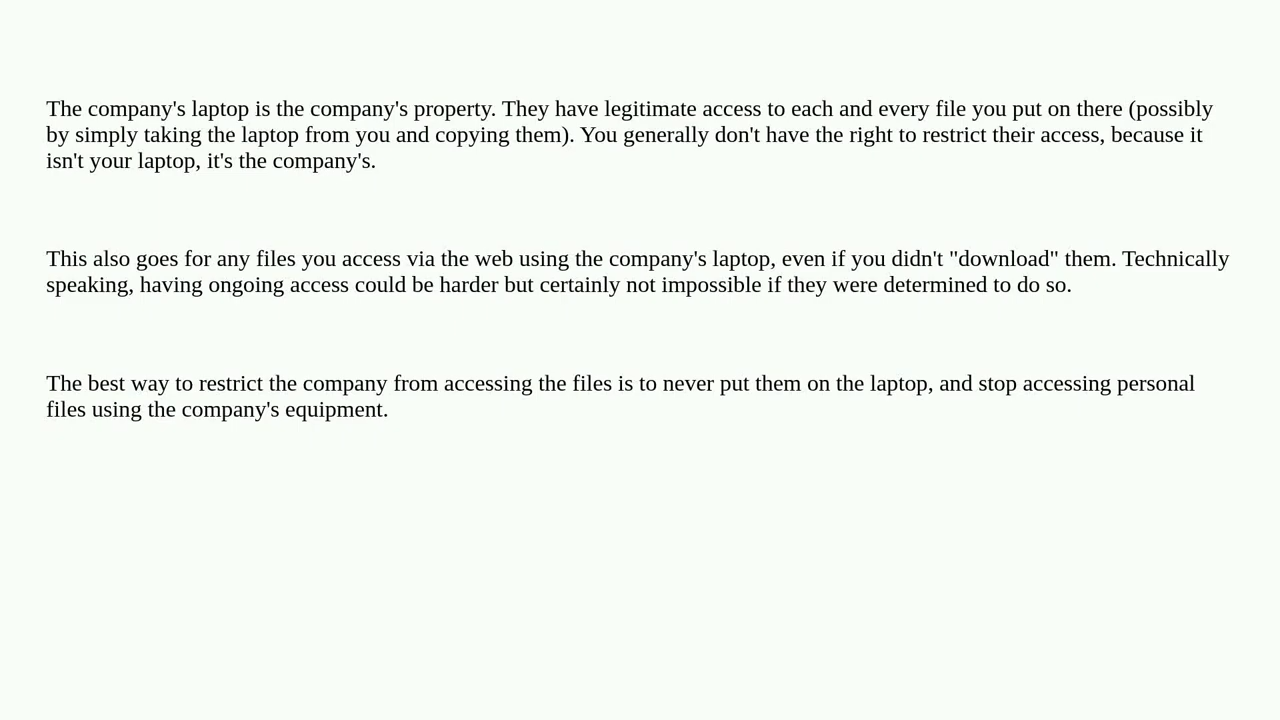 The company's laptop is the company's property. They have legitimate access to each and every file you put on there (possibly
by simply taking the laptop from you and copying them). You generally don't have the right to restrict their access, because it
isn't your laptop, it's the company's.
This also goes for any files you access via the web using the company's laptop, even if you didn't "download" them. Technically
speaking, having ongoing access could be harder but certainly not impossible if they were determined to do so.
The best way to restrict the company from accessing the files is to never put them on the laptop, and stop accessing personal
files using the company's equipment.